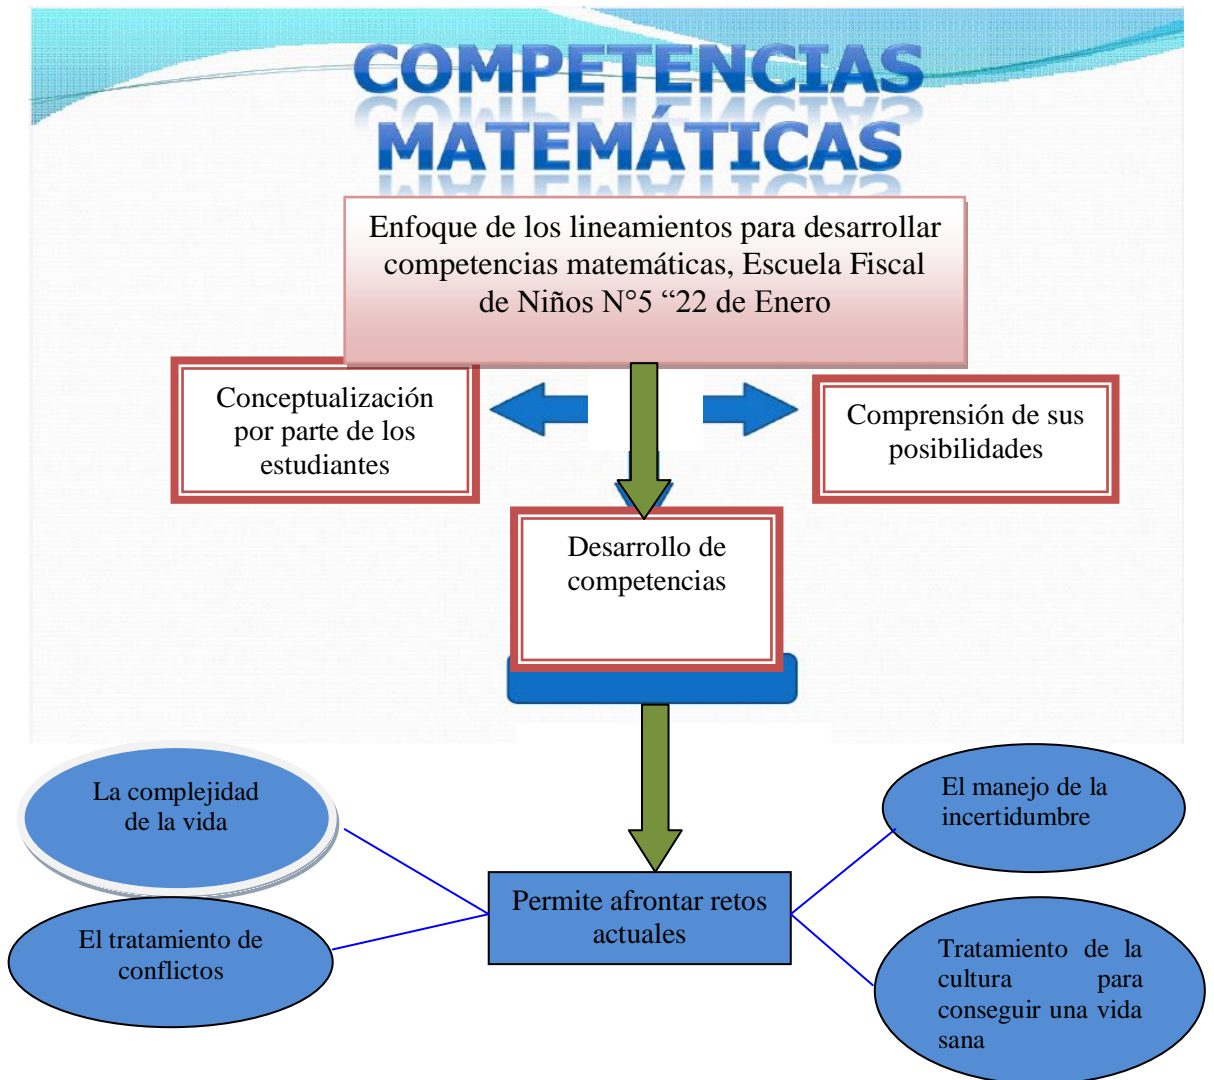 COMPETENCIAS
MATEMÁTICAS
Enfoque de los lineamientos para desarrollar
competencias matemáticas, Escuela Fiscal
de Niños N°5 “22 de Enero
Conceptualización
por parte de los
estudiantes
Comprensión de sus
posibilidades
Desarrollo de
competencias
La complejidad
de la vida
El manejo de la
incertidumbre
Permite afrontar retos
actuales
El tratamiento de
conflictos
Tratamiento de la
cultura para
conseguir una vida
sana